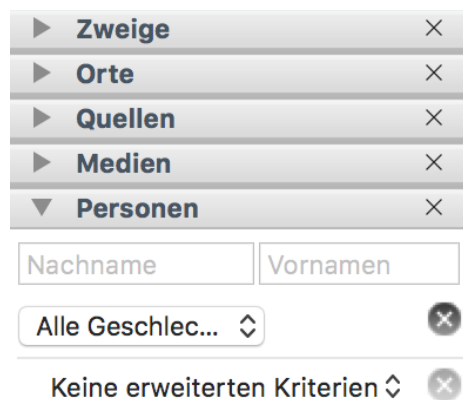 Zweige
Orte
Quellen
Medien
Personen
Nachname Vornamen
Alle Geschlec...
Keine erweiterten Kriterien